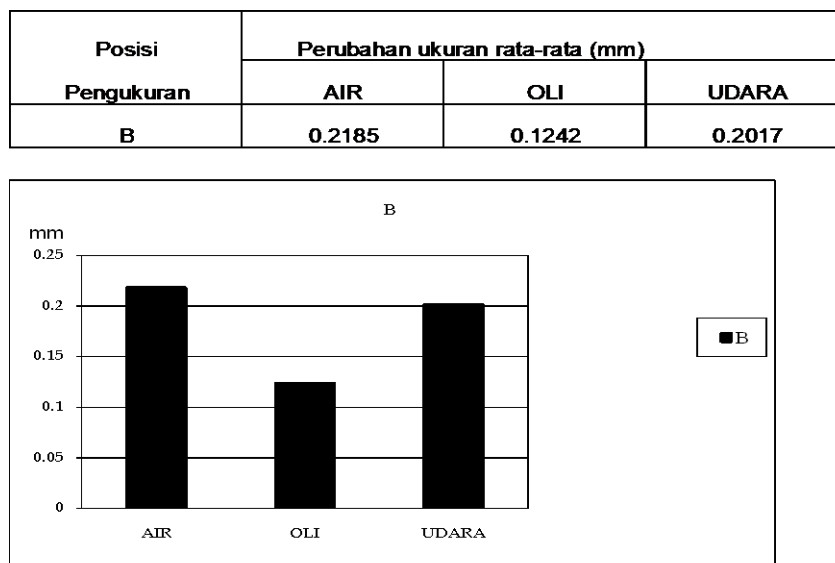 Posisi
Pengukuran
Perubahan ukuran rata-rata (mm)
AIR OLI UDARA
B 0.2185 0.1242 0.2017
B
mm
0.25
0.2
0.15
0.1
0.05
0
AIR OLI UDARA
B